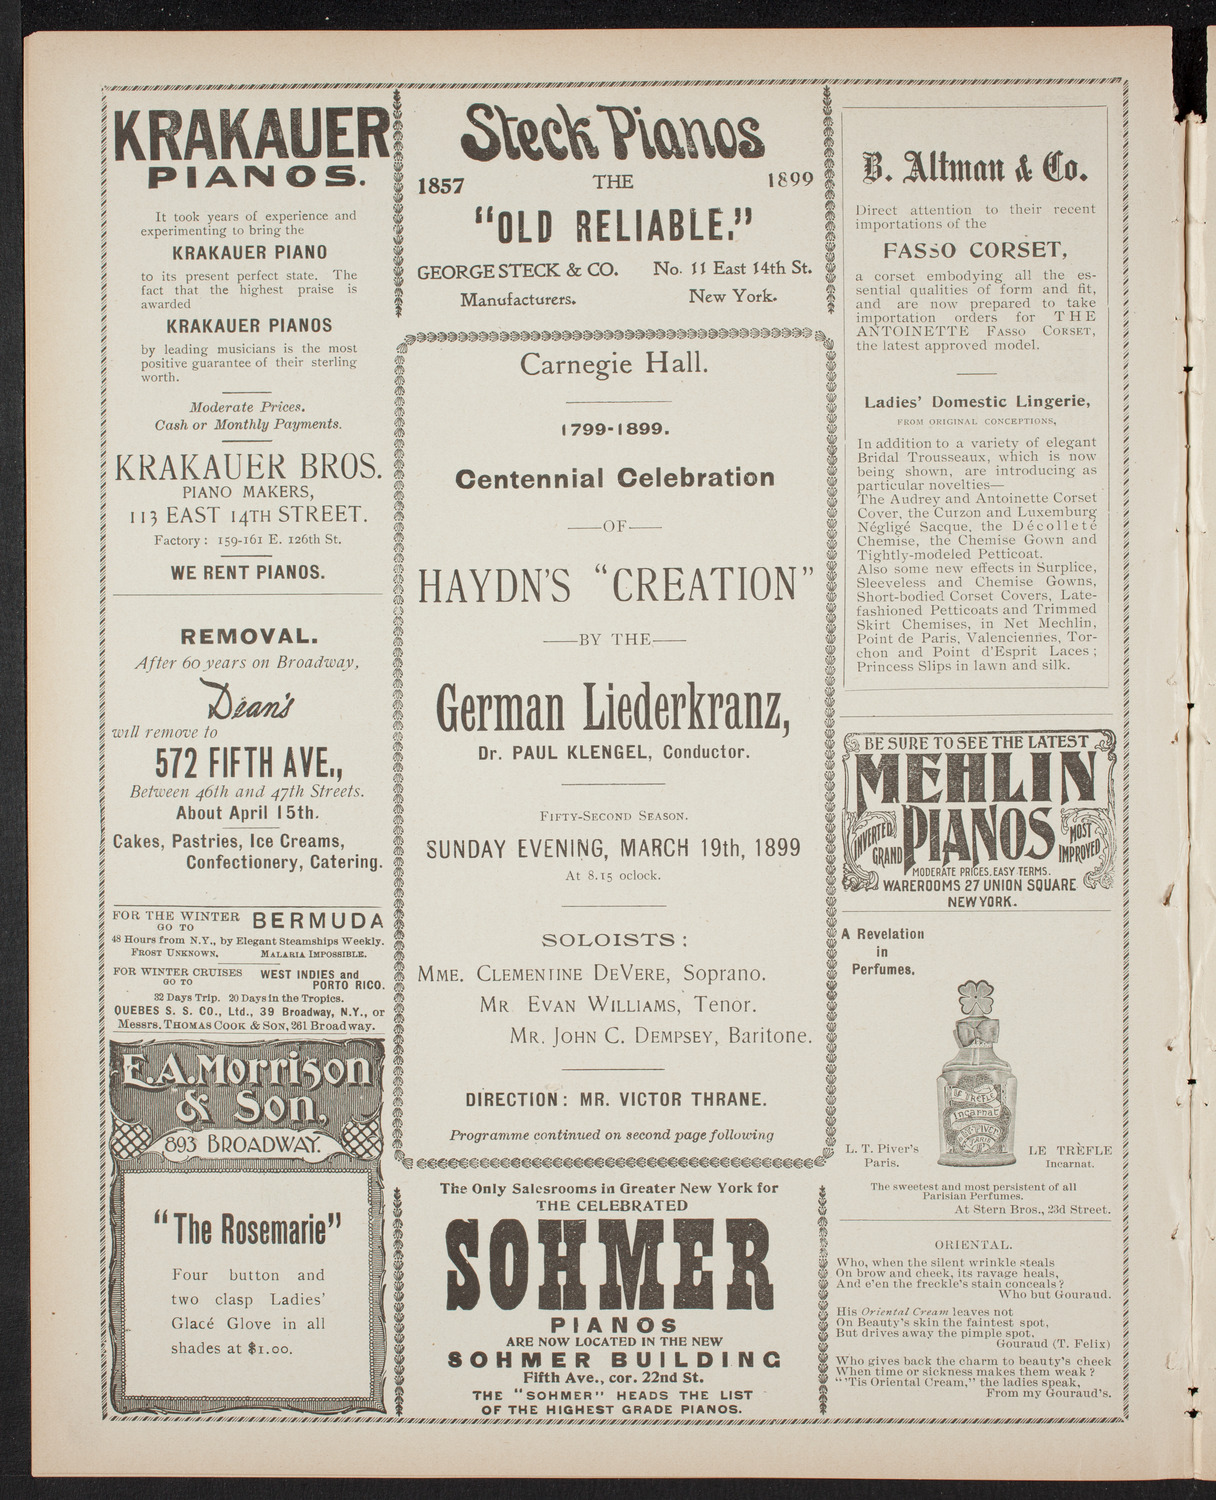 KRAKAUER
PIANOS.
It took years of experience and
experimenting to bring the
KRAKAUER PIANO
to its present perfect state. The
fact that the highest praise is
awarded
KRAKAUER PIANOS
by leading musicians is the most
positive guarantee of their sterling
worth.
Moderate Prices.
Cash or Monthly Payments.
KRAKAUER BROS.
PIANO MAKERS,
113 EAST 14TH STREET.
Factory: 159-161 E. 126th St.
WE RENT PIANOS.
REMOVAL.
After 60 years on Broadway,
Dean's
will remove to
572 FIFTH AVE.,
Between 46th and 47th Streets.
About April 15th.
Cakes, Pastries, Ice Creams,
Confectionery, Catering.
FOR THE WINTER
GO TO
BERMUDA
48 Hours from N.Y., by Elegant Steamships Weekly.
FROST UNKNOWN. MALARIA IMPOSSIBLE.
FOR WINTER CRUISES
GO TO
WEST INDIES and
PORTO RICO.
32 Days Trip. 20 Days in the Tropics.
QUEBES S. S. CO., Ltd., 39 Broadway, N.Y., or
Messrs. THOMAS COOK & SON, 261 Broadway.
E.A. Morrison
& Son,
893 BROADWAY.
"The Rosemarie"
Four button and
two clasp Ladies'
Glacé Glove in all
shades at $1.00.
Steck Pianos
1857 THE 1899
"OLD RELIABLE."
GEORGE STECK & CO. No. 11 East 14th St.
Manufacturers. New York.
Carnegie Hall.
1799-1899.
Centennial Celebration
OF
HAYDN'S "CREATION"
BY THE
German Liederkranz,
Dr. PAUL KLENGEL, Conductor.
FIFTY-SECOND SEASON.
SUNDAY EVENING, MARCH 19th, 1899
At 8.15 oclock.
SOLOISTS:
MME. CLEMENTINE DEVERE, Soprano.
MR. EVAN WILLIAMS, Tenor.
MR. JOHN C. DEMPSEY, Baritone.
DIRECTION: MR. VICTOR THRANE.
Programme continued on second page following
The Only Salesrooms in Greater New York for
THE CELEBRATED
SOHMER
PIANOS
ARE NOW LOCATED IN THE NEW
SOHMER BUILDING
Fifth Ave., cor. 22nd St.
THE "SOHMER" HEADS THE LIST
OF THE HIGHEST GRADE PIANOS.
B. Altman & Co.
Direct attention to their recent
importations of the
FASSO CORSET,
a corset embodying all the es-
sential qualities of form and fit,
and are now prepared to take
importation orders for THE
ANTOINETTE FASSO CORSET,
the latest approved model.
Ladies' Domestic Lingerie,
FROM ORIGINAL CONCEPTIONS,
In addition to a variety of elegant
Bridal Trousseaux, which is now
being shown, are introducing as
particular novelties—
The Audrey and Antoinette Corset
Cover, the Curzon and Luxemburg
Négligé Sacque, the Décolleté
Chemise, the Chemise Gown and
Tightly-modeled Petticoat.
Also some new effects in Surplice,
Sleeveless and Chemise Gowns,
Short-bodied Corset Covers, Late-
fashioned Petticoats and Trimmed
Skirt Chemises, in Net Mechlin,
Point de Paris, Valenciennes, Tor-
chon and Point d'Esprit Laces;
Princess Slips in lawn and silk.
BE SURE TO SEE THE LATEST
MEHLIN
INVERTED
GRAND
PIANOS
MOST
IMPROVED
MODERATE PRICES. EASY TERMS.
WAREROOMS 27 UNION SQUARE
NEW YORK.
A Revelation
in
Perfumes.
LE TREFLE
Incarnat
L.T. PIVER
PARIS
L. T. Piver's
Paris.
LE TRÈFLE
Incarnat.
The sweetest and most persistent of all
Parisian Perfumes.
At Stern Bros., 23d Street.
ORIENTAL.
Who, when the silent wrinkle steals
On brow and cheek, its ravage heals,
And e'en the freckle's stain conceals?
Who but Gouraud.
His Oriental Cream leaves not
On Beauty's skin the faintest spot,
But drives away the pimple spot,
Gouraud (T. Felix)
Who gives back the charm to beauty's cheek
When time or sickness makes them weak?
"'Tis Oriental Cream," the ladies speak,
From my Gouraud's.